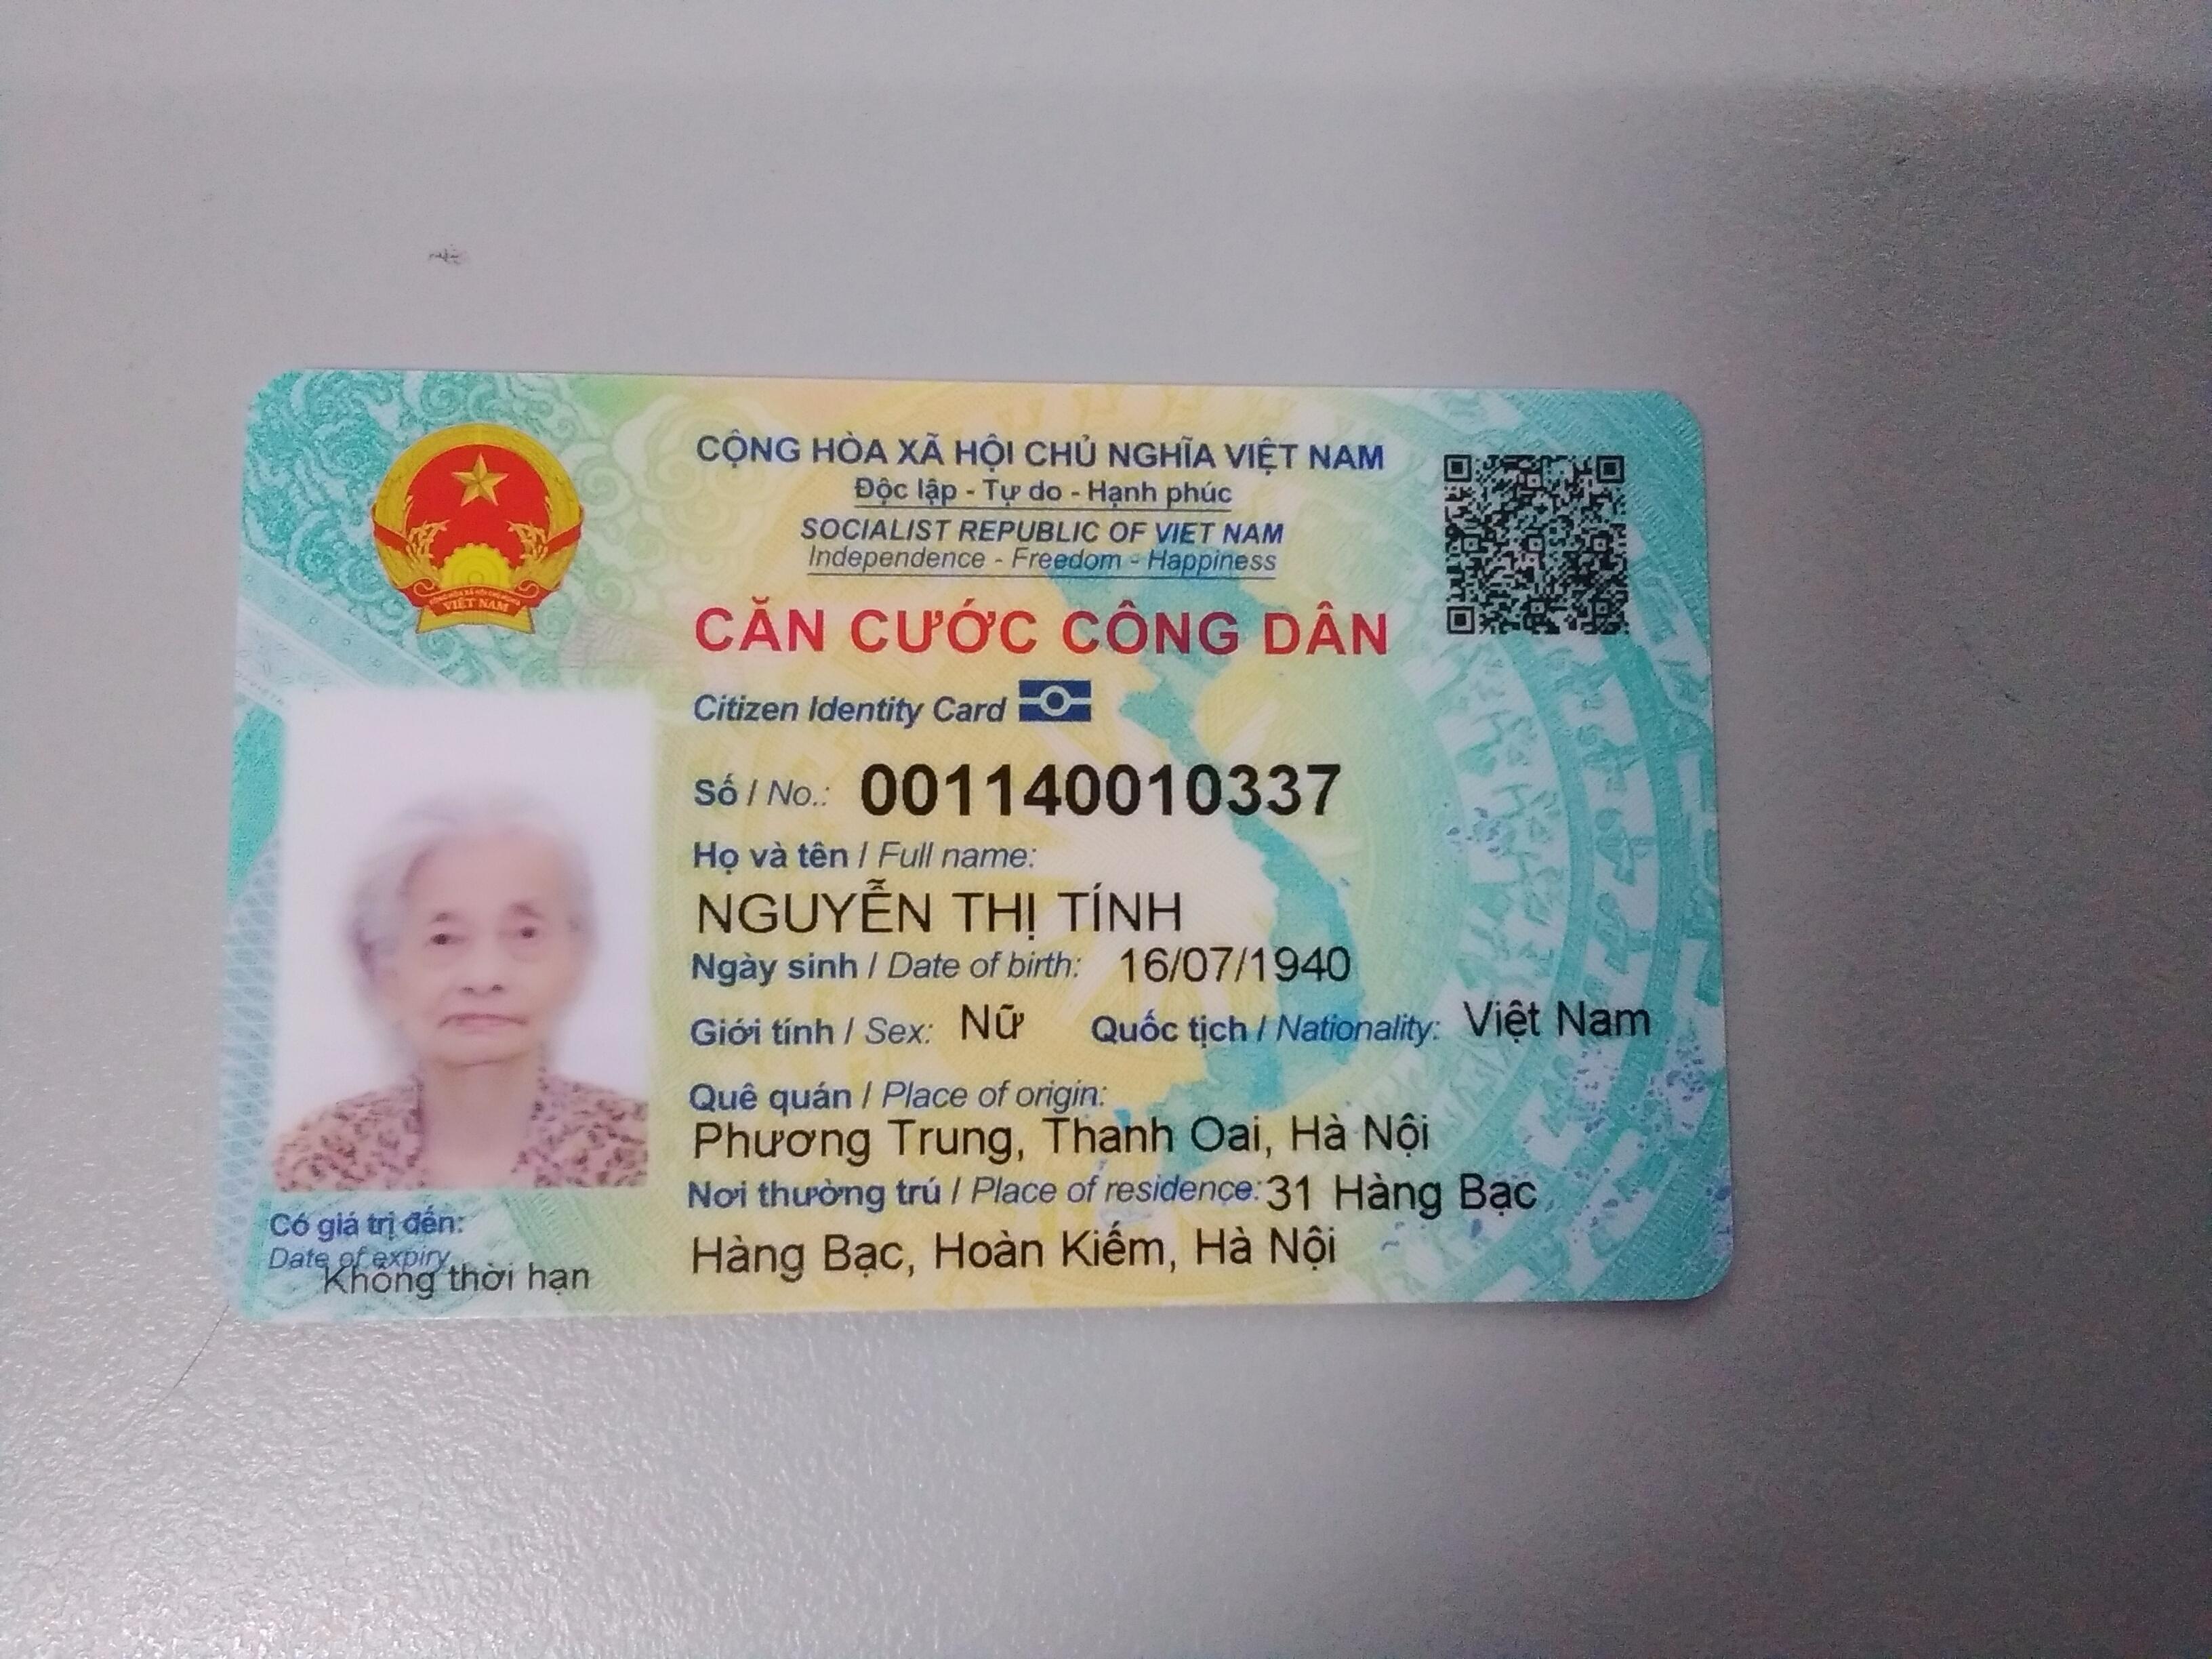 CỘNG HÒA XÃ HỘI CHỦ NGHĨA VIỆT NAM
Độc lập - Tự do - Hạnh phúc
SOCIALIST REPUBLIC OF VIET NAM
Independence - Freedom - Happiness
CĂN CƯỚC CÔNG DÂN
Citizen Identity Card
Số / No.: 001140010337
Họ và tên / Full name:
NGUYỄN THỊ TÍNH
Ngày sinh / Date of birth: 16/07/1940
Giới tính / Sex: Nữ Quốc tịch / Nationality: Việt Nam
Quê quán / Place of origin:
Phương Trung, Thanh Oai, Hà Nội
Nơi thường trú / Place of residence: 31 Hàng Bạc
Hàng Bạc, Hoàn Kiếm, Hà Nội
Có giá trị đến:
Date of expiry
Không thời hạn
VIỆT NAM